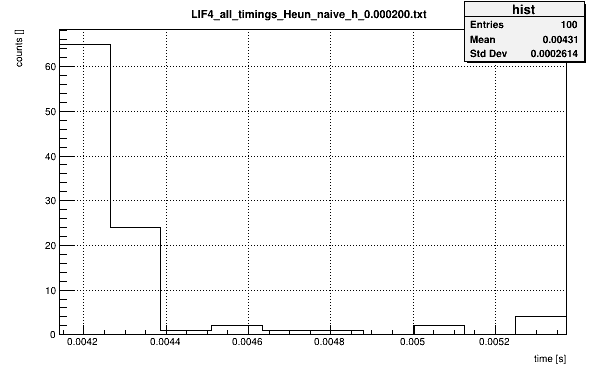 LIF4_all_timings_Heun_naive_h_0.000200.txt
hist
Entries 100
Mean 0.00431
Std Dev 0.0002614
counts []
60
50
40
30
20
10
0
0.0042 0.0044 0.0046 0.0048 0.005 0.0052
time [s]